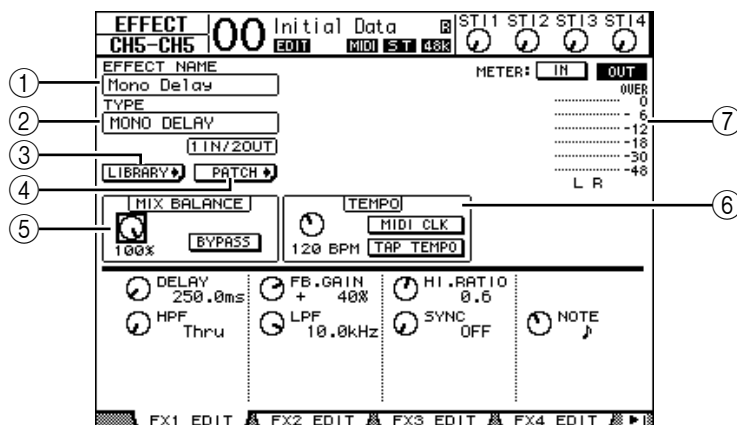 EFFECT
CH5-CH5
00
Initial Data
R
EDIT
MIDI ST 48k
STI1 STI2 STI3 STI4
1
EFFECT NAME
Mono Delay
2
TYPE
MONO DELAY
1IN/2OUT
3
LIBRARY
PATCH
4
METER: IN OUT
OVER
0
- 6
-12
-18
-30
-48
L R
7
5
MIX BALANCE
100%
BYPASS
6
TEMPO
120 BPM
MIDI CLK
TAP TEMPO
DELAY
250.0ms
FB.GAIN
+ 40%
HI.RATIO
0.6
HPF
Thru
LPF
10.0kHz
SYNC
OFF
NOTE
♪
FX1 EDIT FX2 EDIT FX3 EDIT FX4 EDIT